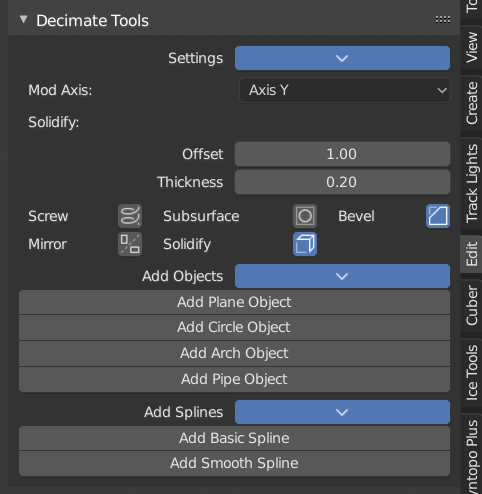 Decimate Tools
Settings
Mod Axis: Axis Y
Solidify:
Offset 1.00
Thickness 0.20
Screw Subsurface Bevel
Mirror Solidify
Add Objects
Add Plane Object
Add Circle Object
Add Arch Object
Add Pipe Object
Add Splines
Add Basic Spline
Add Smooth Spline
View
Create
Track Lights
Edit
Cuber
Ice Tools
ntopo Plus